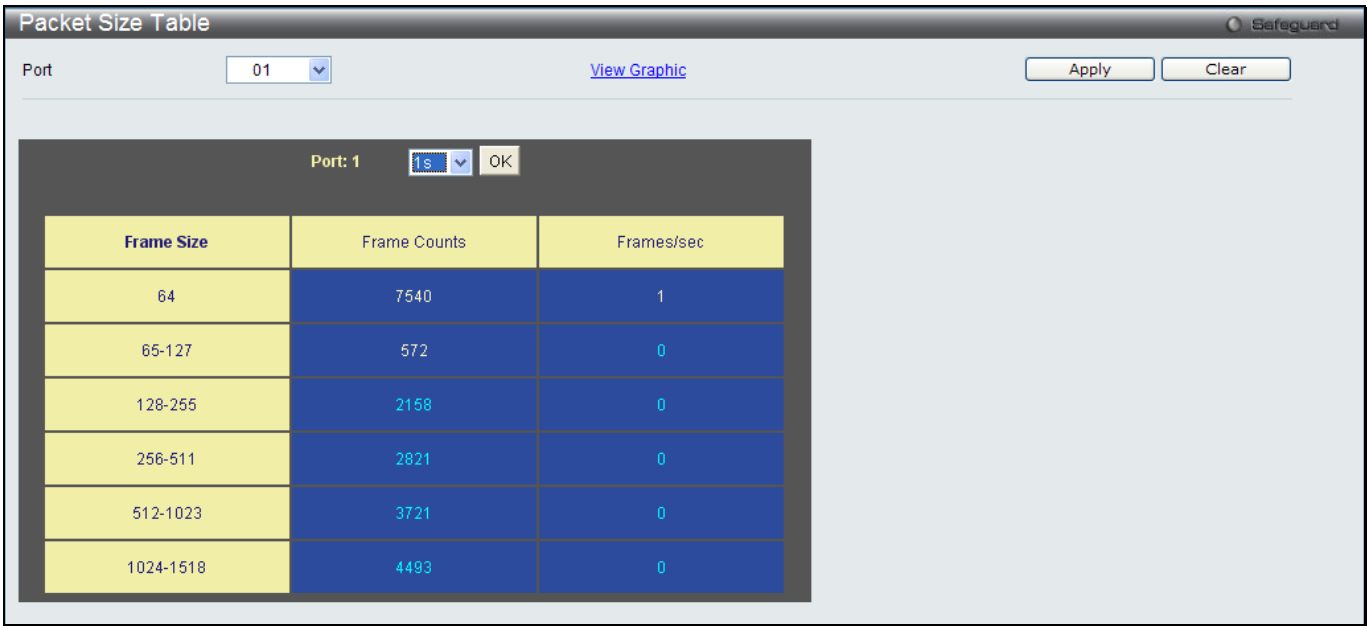 Packet Size Table
Safeguard
Port 01 View Graphic Apply Clear
Port: 1 1s OK
Frame Size Frame Counts Frames/sec
64 7540 1
65-127 572 0
128-255 2158 0
256-511 2821 0
512-1023 3721 0
1024-1518 4493 0